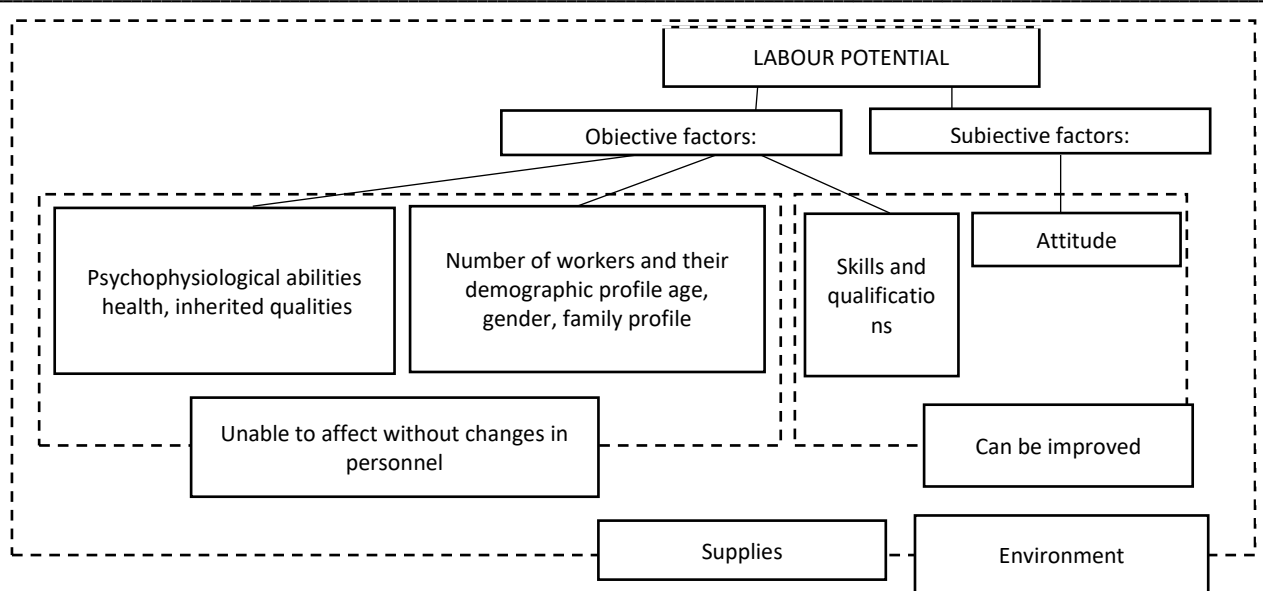 LABOUR POTENTIAL
Objective factors:
Subjective factors:
Psychophysiological abilities
health, inherited qualities
Number of workers and their
demographic profile age,
gender, family profile
Skills and
qualificatio
ns
Attitude
Unable to affect without changes in
personnel
Can be improved
Supplies
Environment